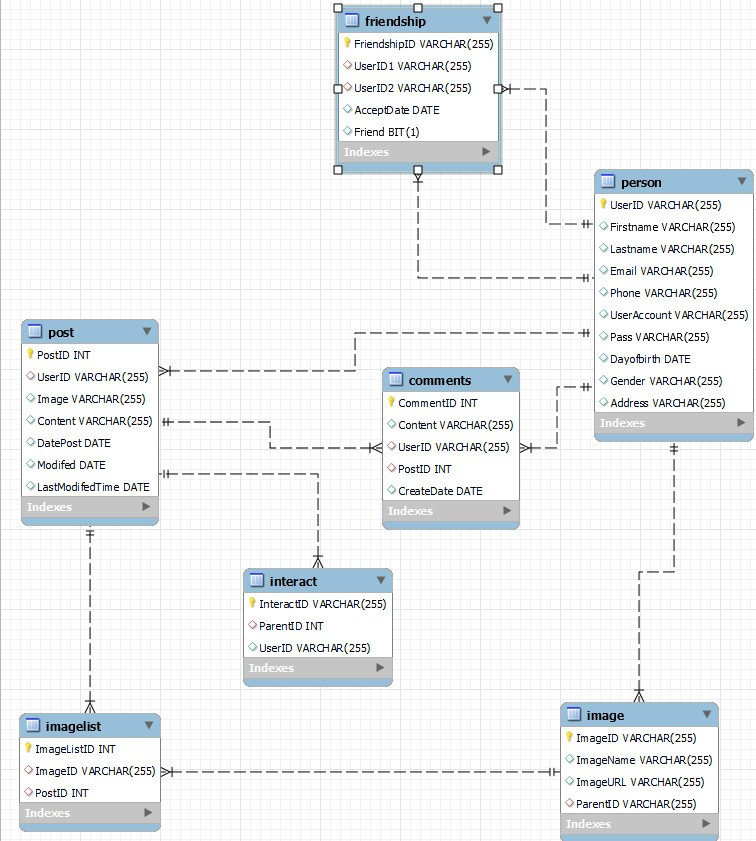 friendship
FriendshipID VARCHAR(255)
UserID1 VARCHAR(255)
UserID2 VARCHAR(255)
AcceptDate DATE
Friend BIT(1)
Indexes
person
UserID VARCHAR(255)
Firstname VARCHAR(255)
Lastname VARCHAR(255)
Email VARCHAR(255)
Phone VARCHAR(255)
UserAccount VARCHAR(255)
Pass VARCHAR(255)
Dayofbirth DATE
Gender VARCHAR(255)
Address VARCHAR(255)
Indexes
post
PostID INT
UserID VARCHAR(255)
Image VARCHAR(255)
Content VARCHAR(255)
DatePost DATE
Modifed DATE
LastModifedTime DATE
Indexes
comments
CommentID INT
Content VARCHAR(255)
UserID VARCHAR(255)
PostID INT
CreateDate DATE
Indexes
interact
InteractID VARCHAR(255)
ParentID INT
UserID VARCHAR(255)
Indexes
imagelist
ImageListID INT
ImageID VARCHAR(255)
PostID INT
Indexes
image
ImageID VARCHAR(255)
ImageName VARCHAR(255)
ImageURL VARCHAR(255)
ParentID VARCHAR(255)
Indexes